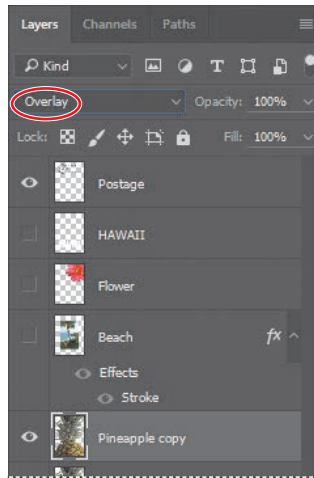 Layers Channels Paths
Kind T
Overlay Opacity: 100%
Lock: Fill: 100%
Postage
HAWAII
Flower
Beach fx
Effects
Stroke
Pineapple copy